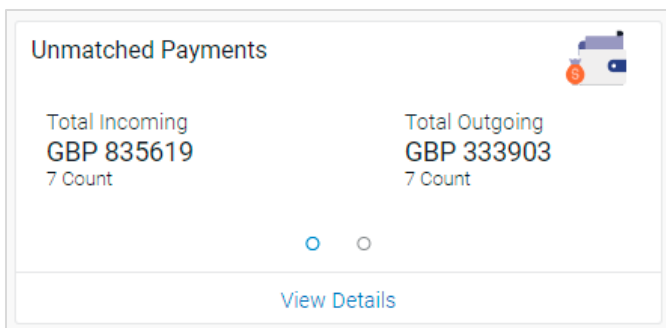 Unmatched Payments
Total Incoming
GBP 835619
7 Count
Total Outgoing
GBP 333903
7 Count
View Details